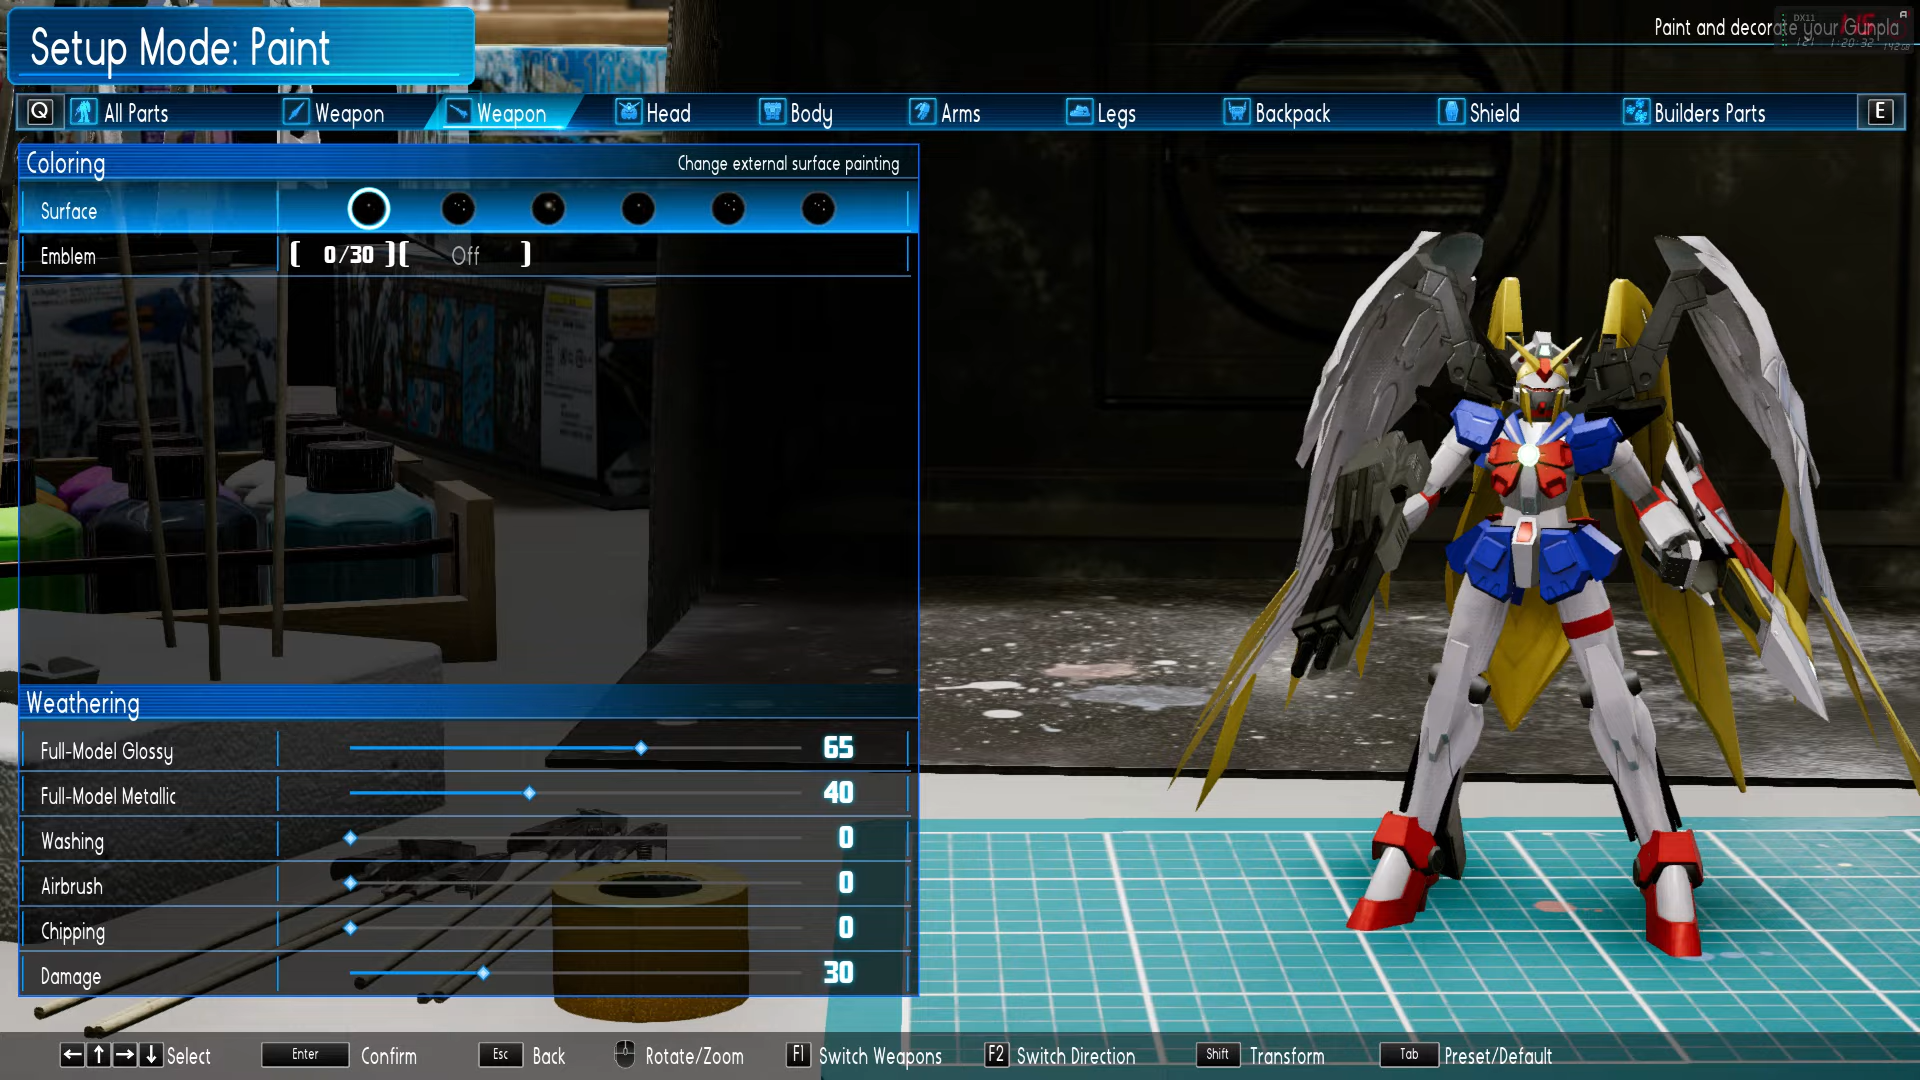 Setup Mode: Paint
Paint and decorate your Gunpla
Q All Parts Weapon Weapon Head Body Arms Legs Backpack Shield Builders Parts E
Coloring Change external surface painting
Surface
Emblem [ 0/30 ][ Off ]
Weathering
Full-Model Glossy 65
Full-Model Metallic 40
Washing 0
Airbrush 0
Chipping 0
Damage 30
←↑→↓ Select Enter Confirm Esc Back Rotate/Zoom F1 Switch Weapons F2 Switch Direction Shift Transform Tab Preset/Default